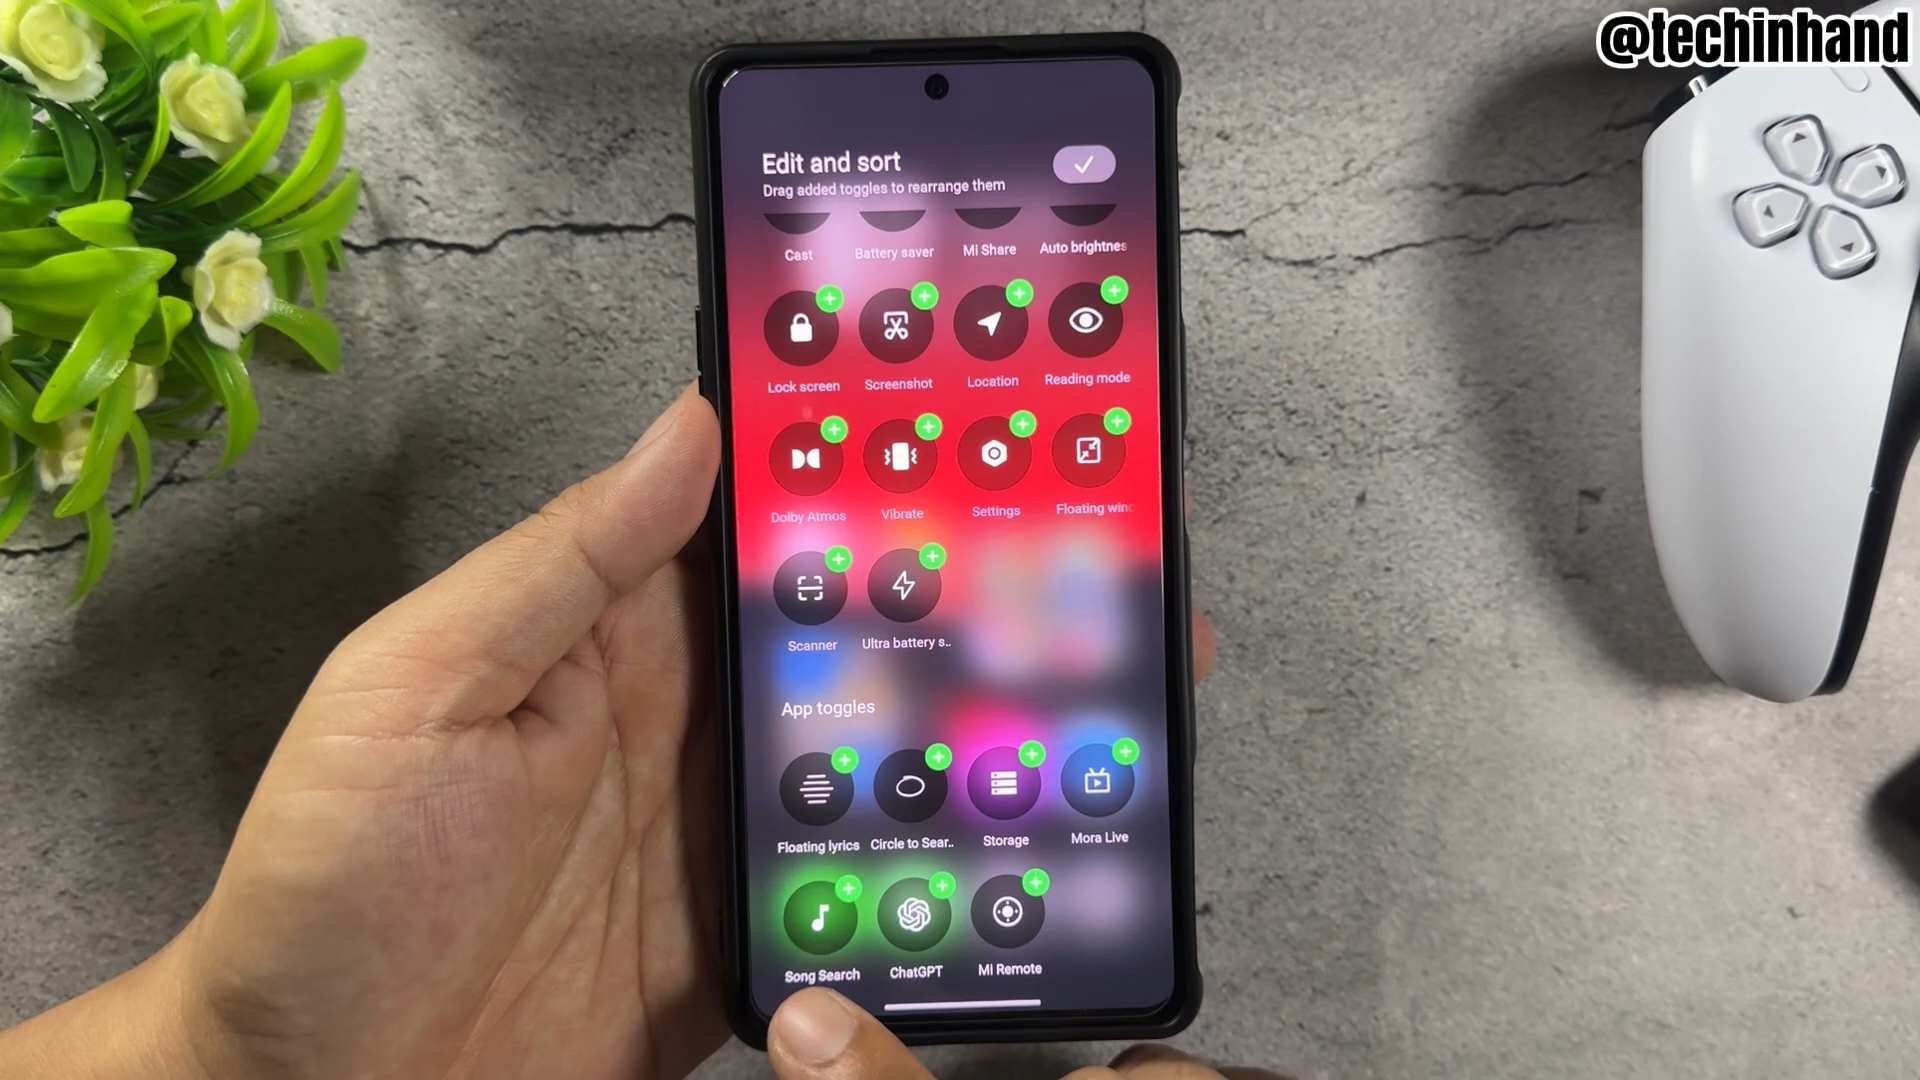 @techinhand
Edit and sort
Drag added toggles to rearrange them
Cast Battery saver Mi Share Auto brightnes
Lock screen Screenshot Location Reading mode
Dolby Atmos Vibrate Settings Floating wind
Scanner Ultra battery s..
App toggles
Floating lyrics Circle to Sear.. Storage Mora Live
Song Search ChatGPT Mi Remote